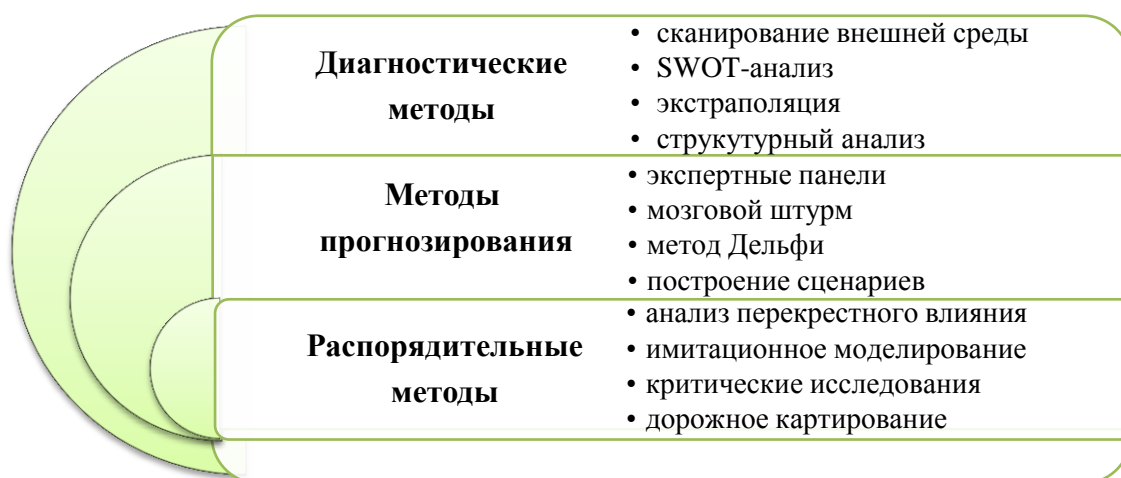 Диагностические
методы
• сканирование внешней среды
• SWOT-анализ
• экстраполяция
• струкутурный анализ
Методы
прогнозирования
• экспертные панели
• мозговой штурм
• метод Дельфи
• построение сценариев
Распорядительные
методы
• анализ перекрестного влияния
• имитационное моделирование
• критические исследования
• дорожное картирование